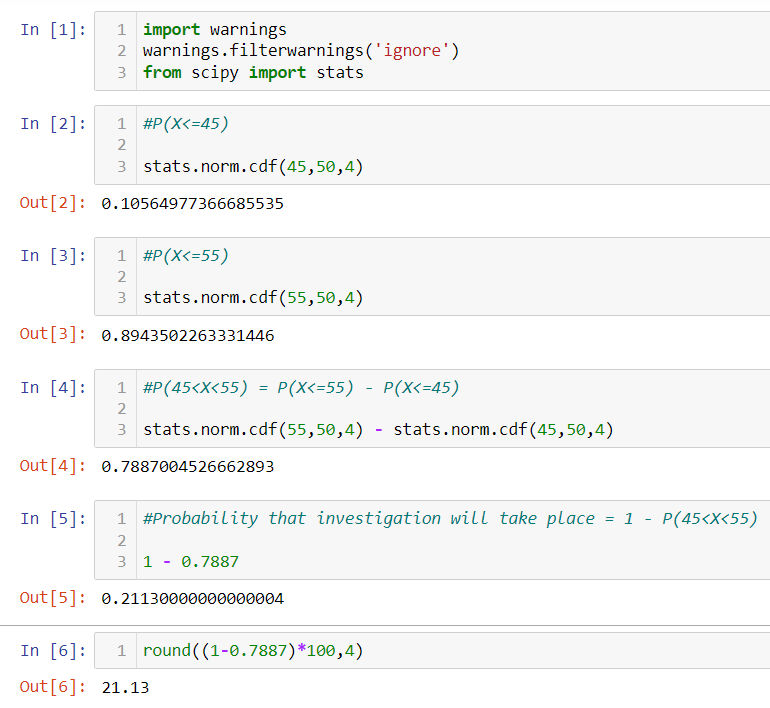 In [1]:
1 import warnings
2 warnings.filterwarnings('ignore')
3 from scipy import stats
In [2]:
1 #P(X<=45)
2
3 stats.norm.cdf(45,50,4)
Out[2]: 0.10564977366685535
In [3]:
1 #P(X<=55)
2
3 stats.norm.cdf(55,50,4)
Out[3]: 0.8943502263331446
In [4]:
1 #P(45<X<55) = P(X<=55) - P(X<=45)
2
3 stats.norm.cdf(55,50,4) - stats.norm.cdf(45,50,4)
Out[4]: 0.7887004526662893
In [5]:
1 #Probability that investigation will take place = 1 - P(45<X<55)
2
3 1 - 0.7887
Out[5]: 0.21130000000000004
In [6]:
1 round((1-0.7887)*100,4)
Out[6]: 21.13